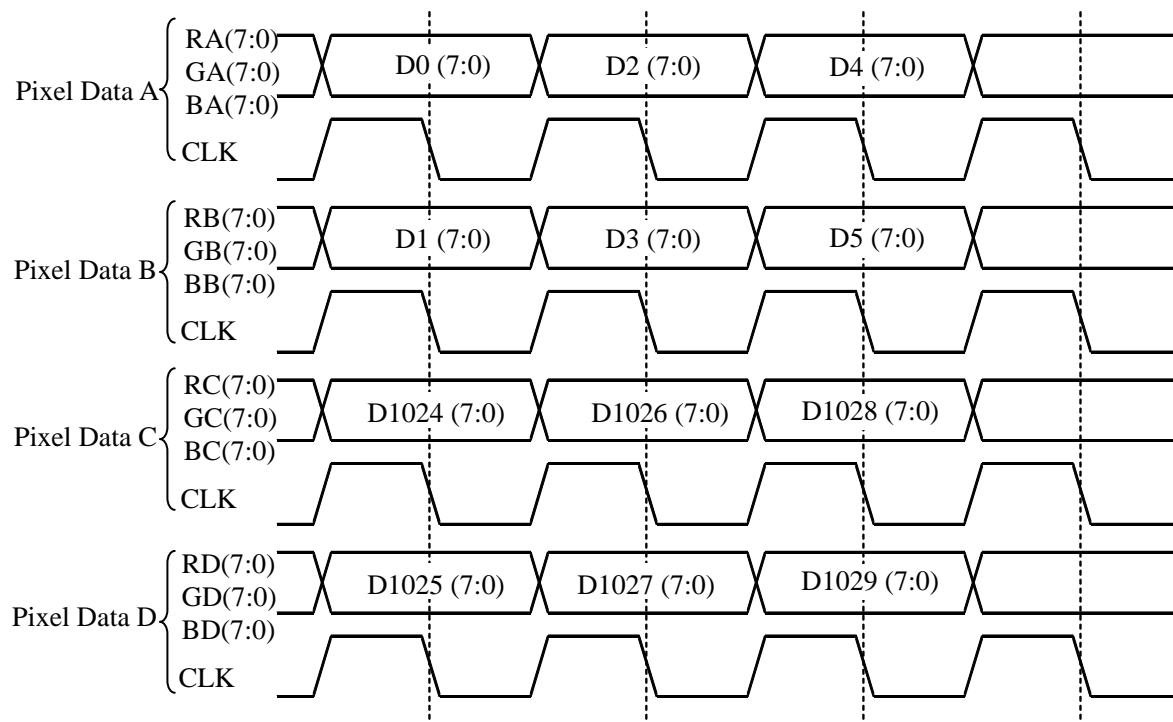 RA(7:0)
GA(7:0)
BA(7:0)
Pixel Data A
CLK
D0 (7:0)
D2 (7:0)
D4 (7:0)
RB(7:0)
GB(7:0)
BB(7:0)
Pixel Data B
CLK
D1 (7:0)
D3 (7:0)
D5 (7:0)
RC(7:0)
GC(7:0)
BC(7:0)
Pixel Data C
CLK
D1024 (7:0)
D1026 (7:0)
D1028 (7:0)
RD(7:0)
GD(7:0)
BD(7:0)
Pixel Data D
CLK
D1025 (7:0)
D1027 (7:0)
D1029 (7:0)